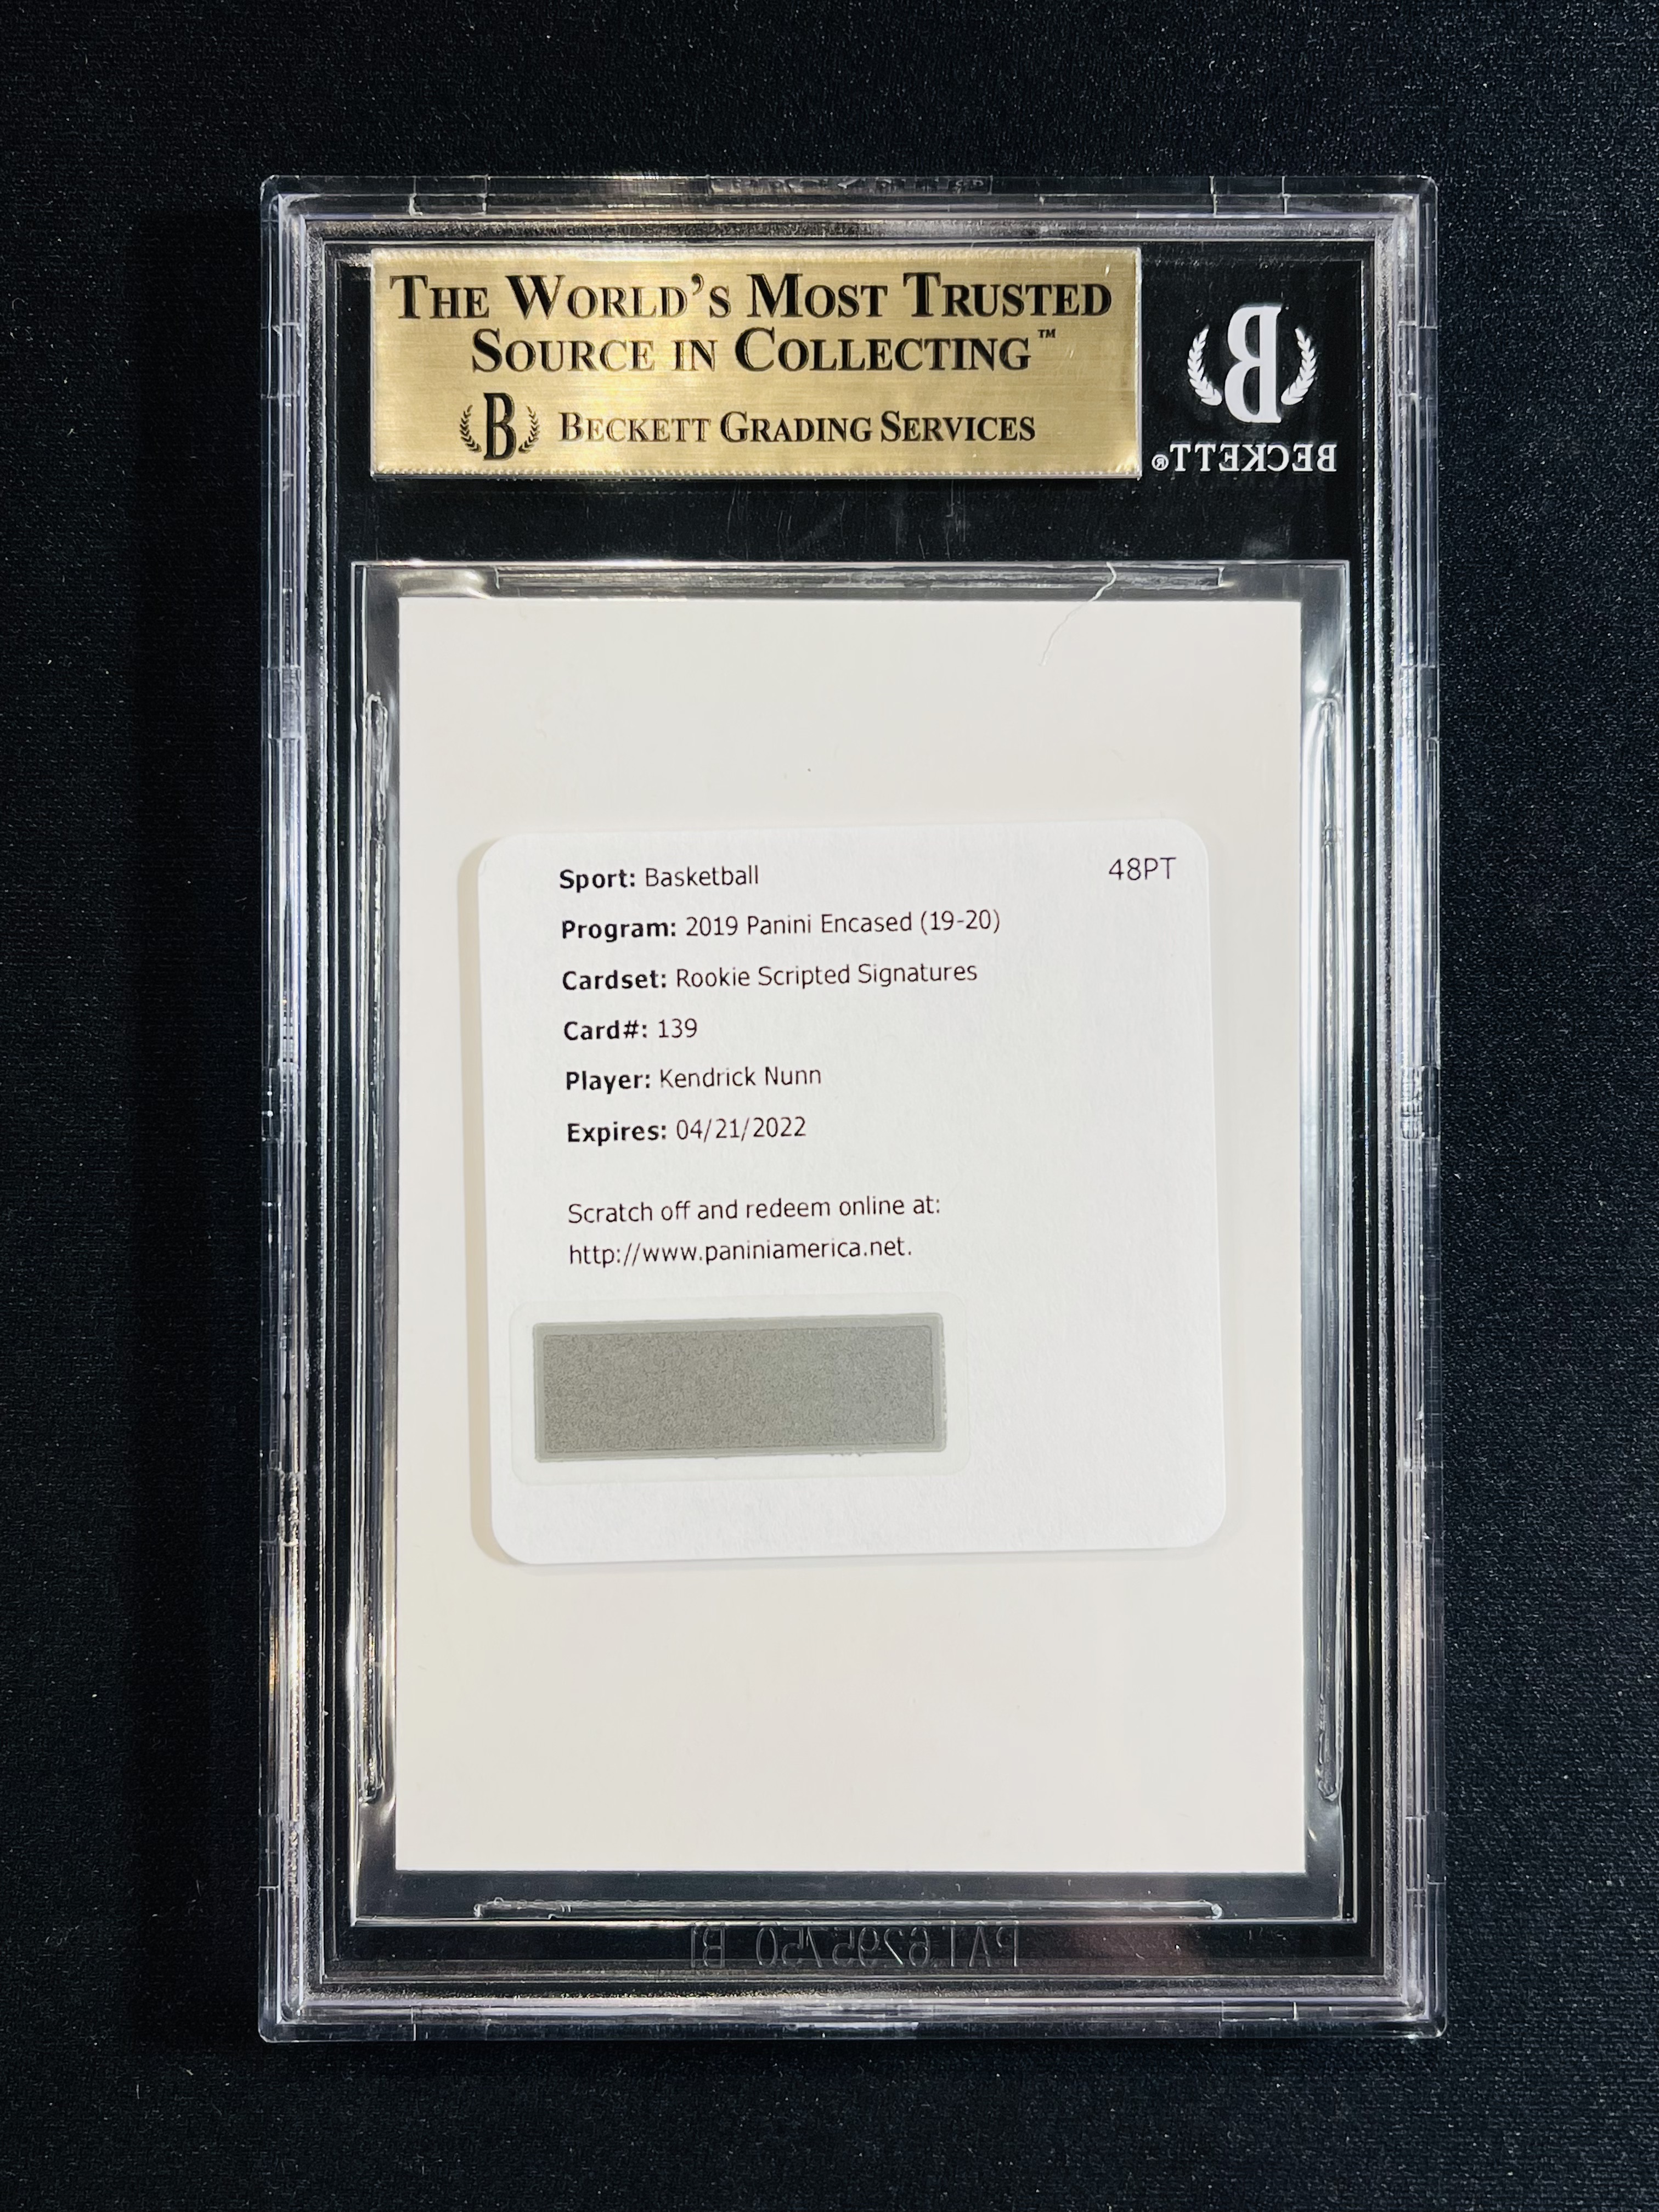 THE WORLD'S MOST TRUSTED
SOURCE IN COLLECTING™
B BECKETT GRADING SERVICES
B
BECKETT®
Sport: Basketball 48PT
Program: 2019 Panini Encased (19-20)
Cardset: Rookie Scripted Signatures
Card#: 139
Player: Kendrick Nunn
Expires: 04/21/2022
Scratch off and redeem online at:
http://www.paniniamerica.net.